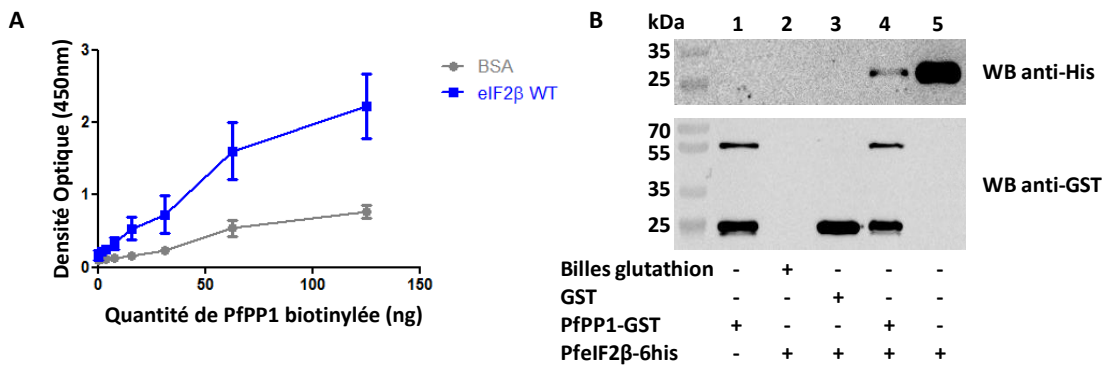 A
Densité Optique (450nm)
3
2
1
0
0
50
100
150
Quantité de PfPP1 biotinylée (ng)
BSA
eIF2β WT
B
kDa 1 2 3 4 5
35
25
WB anti-His
70
55
35
25
WB anti-GST
Billes glutathion - + - - -
GST - - + - -
PfPP1-GST + - - + -
PfeIF2β-6his - + + + +